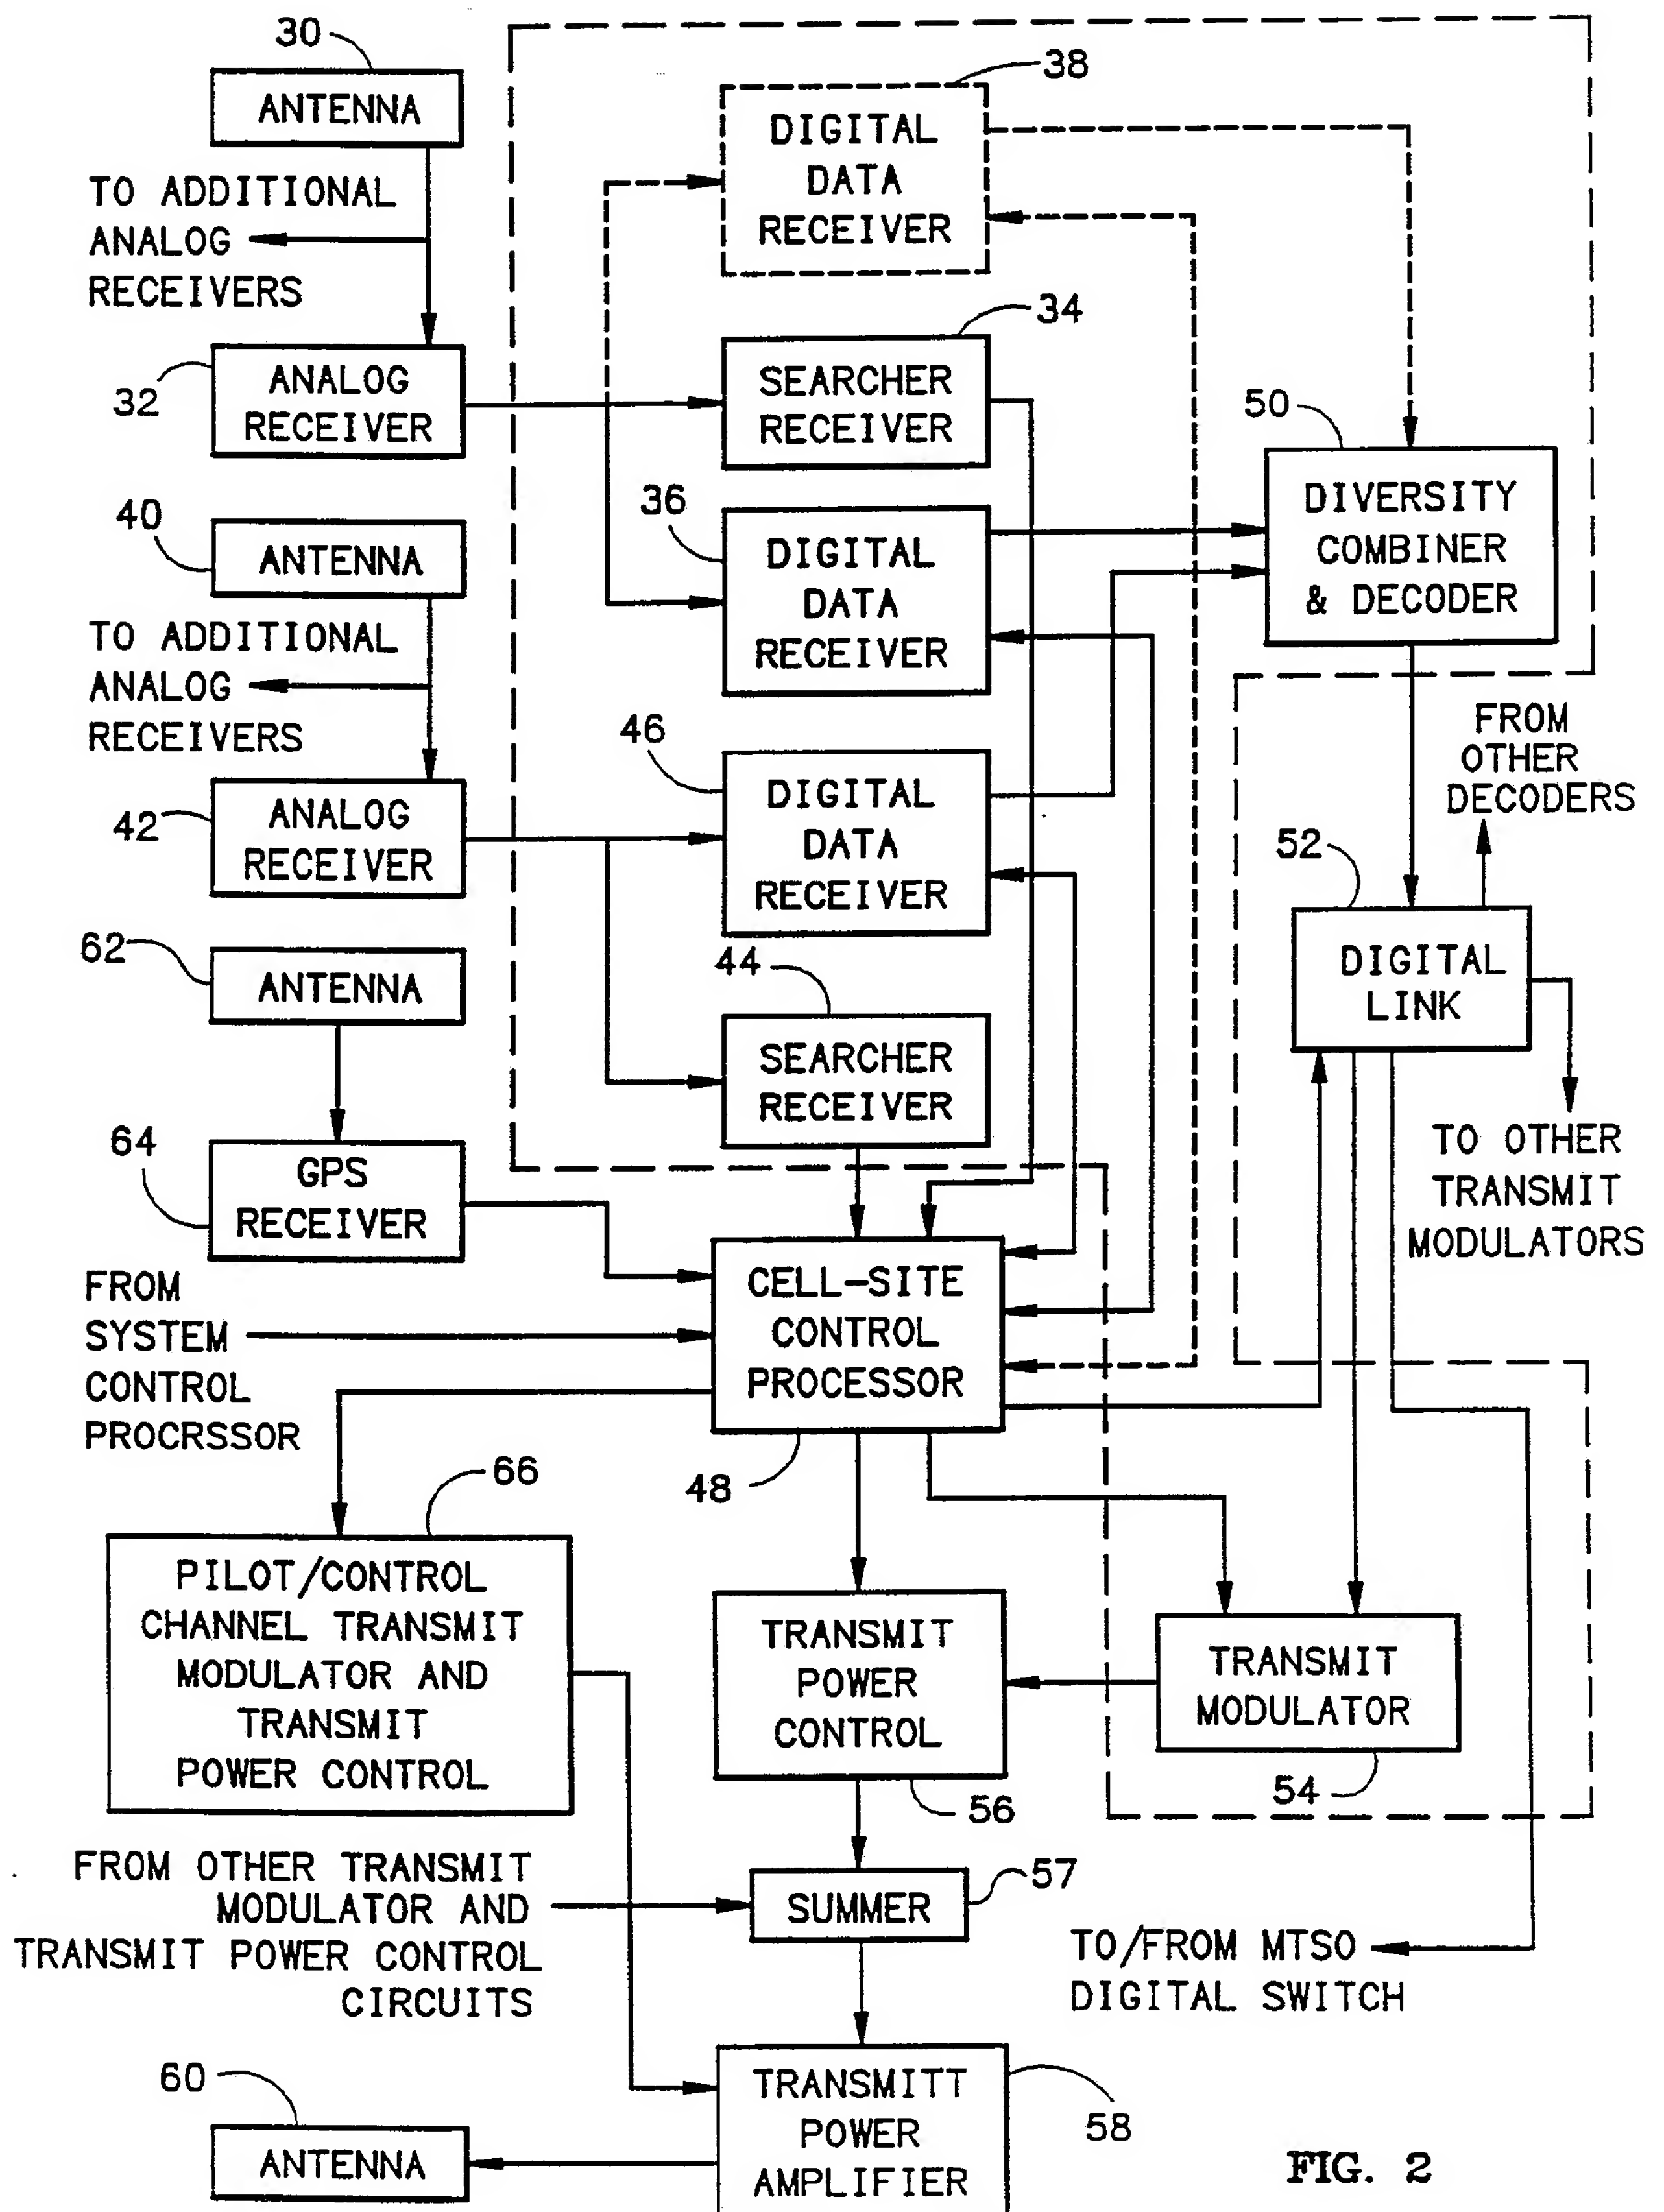 30
ANTENNA
38
DIGITAL
DATA
RECEIVER
TO ADDITIONAL
ANALOG
RECEIVERS
34
32
ANALOG
RECEIVER
SEARCHER
RECEIVER
50
DIVERSITY
COMBINER
& DECODER
40
ANTENNA
36
DIGITAL
DATA
RECEIVER
TO ADDITIONAL
ANALOG
RECEIVERS
46
DIGITAL
DATA
RECEIVER
FROM
OTHER
DECODERS
42
ANALOG
RECEIVER
52
DIGITAL
LINK
62
ANTENNA
44
SEARCHER
RECEIVER
TO OTHER
TRANSMIT
MODULATORS
64
GPS
RECEIVER
FROM
SYSTEM
CONTROL
PROCRSSOR
CELL-SITE
CONTROL
PROCESSOR
48
66
PILOT/CONTROL
CHANNEL TRANSMIT
MODULATOR AND
TRANSMIT
POWER CONTROL
TRANSMIT
POWER
CONTROL
56
TRANSMIT
MODULATOR
54
FROM OTHER TRANSMIT
MODULATOR AND
TRANSMIT POWER CONTROL
CIRCUITS
57
SUMMER
TO/FROM MTSO
DIGITAL SWITCH
60
ANTENNA
TRANSMITT
POWER
AMPLIFIER
58
FIG. 2